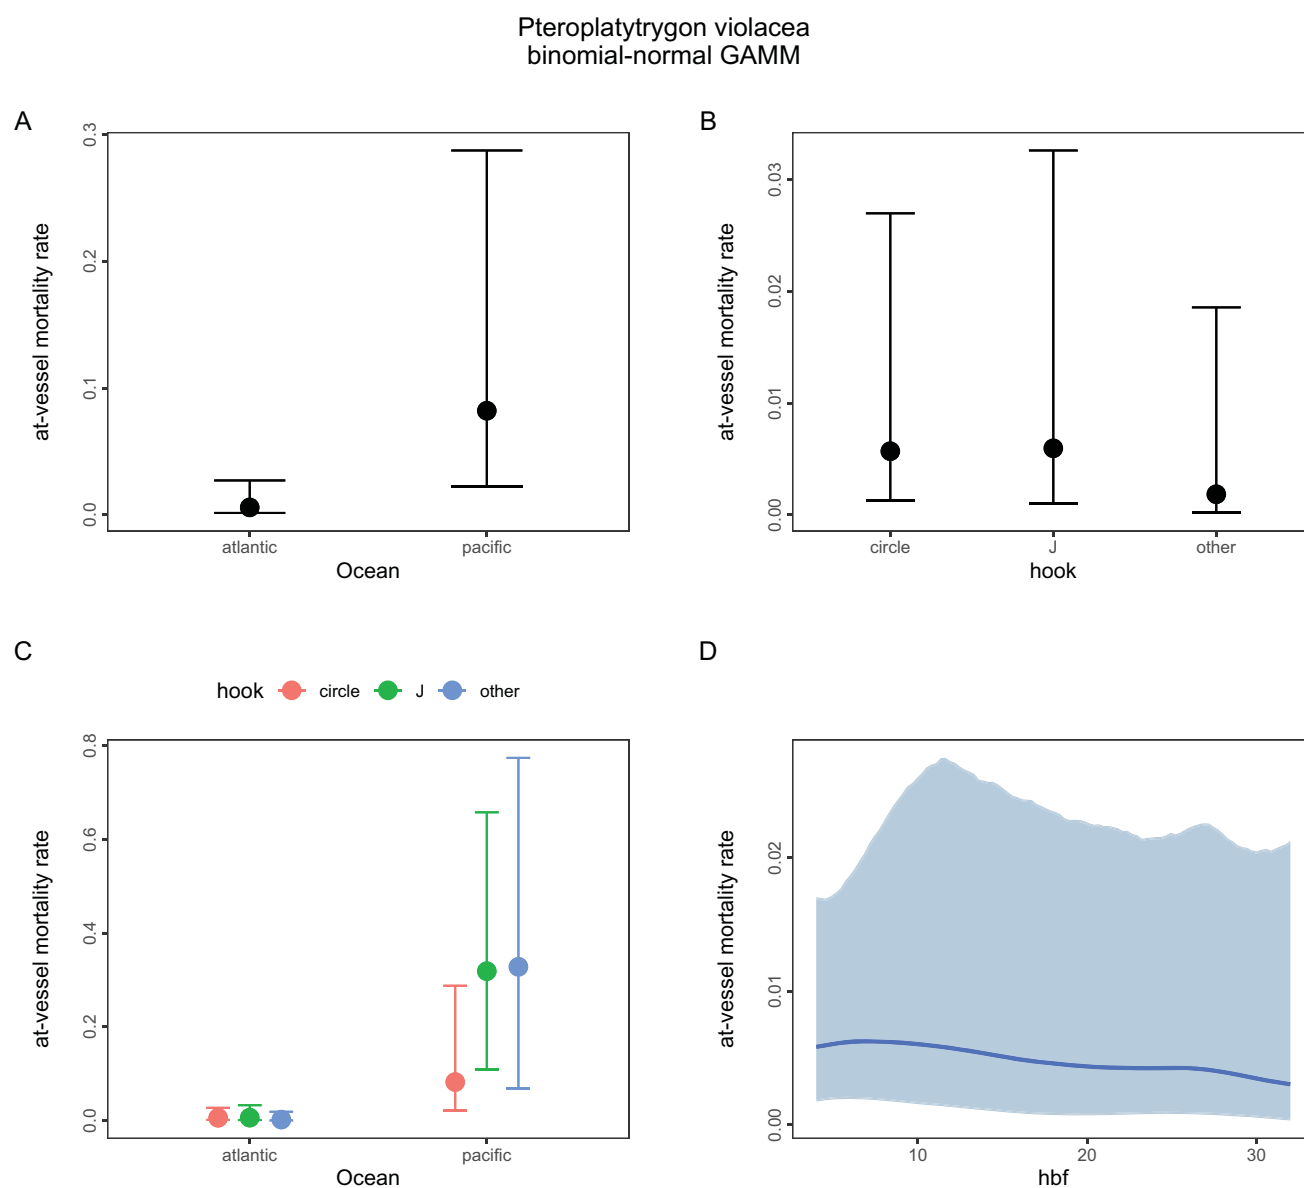 Pteroplatytrygon violacea
binomial-normal GAMM
A
at-vessel mortality rate
0.3
0.2
0.1
0.0
atlantic pacific
Ocean
B
at-vessel mortality rate
0.03
0.02
0.01
0.00
circle J other
hook
C
hook circle J other
at-vessel mortality rate
0.8
0.6
0.4
0.2
0.0
atlantic pacific
Ocean
D
at-vessel mortality rate
0.02
0.01
0.00
10 20 30
hbf